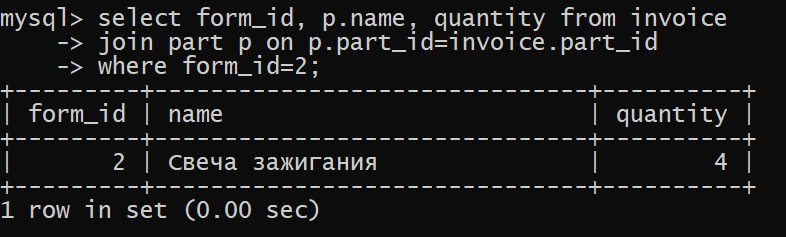 mysql> select form_id, p.name, quantity from invoice
    -> join part p on p.part_id=invoice.part_id
    -> where form_id=2;
+---------+------------------------------+----------+
| form_id | name                         | quantity |
+---------+------------------------------+----------+
|       2 | Свеча зажигания              |        4 |
+---------+------------------------------+----------+
1 row in set (0.00 sec)